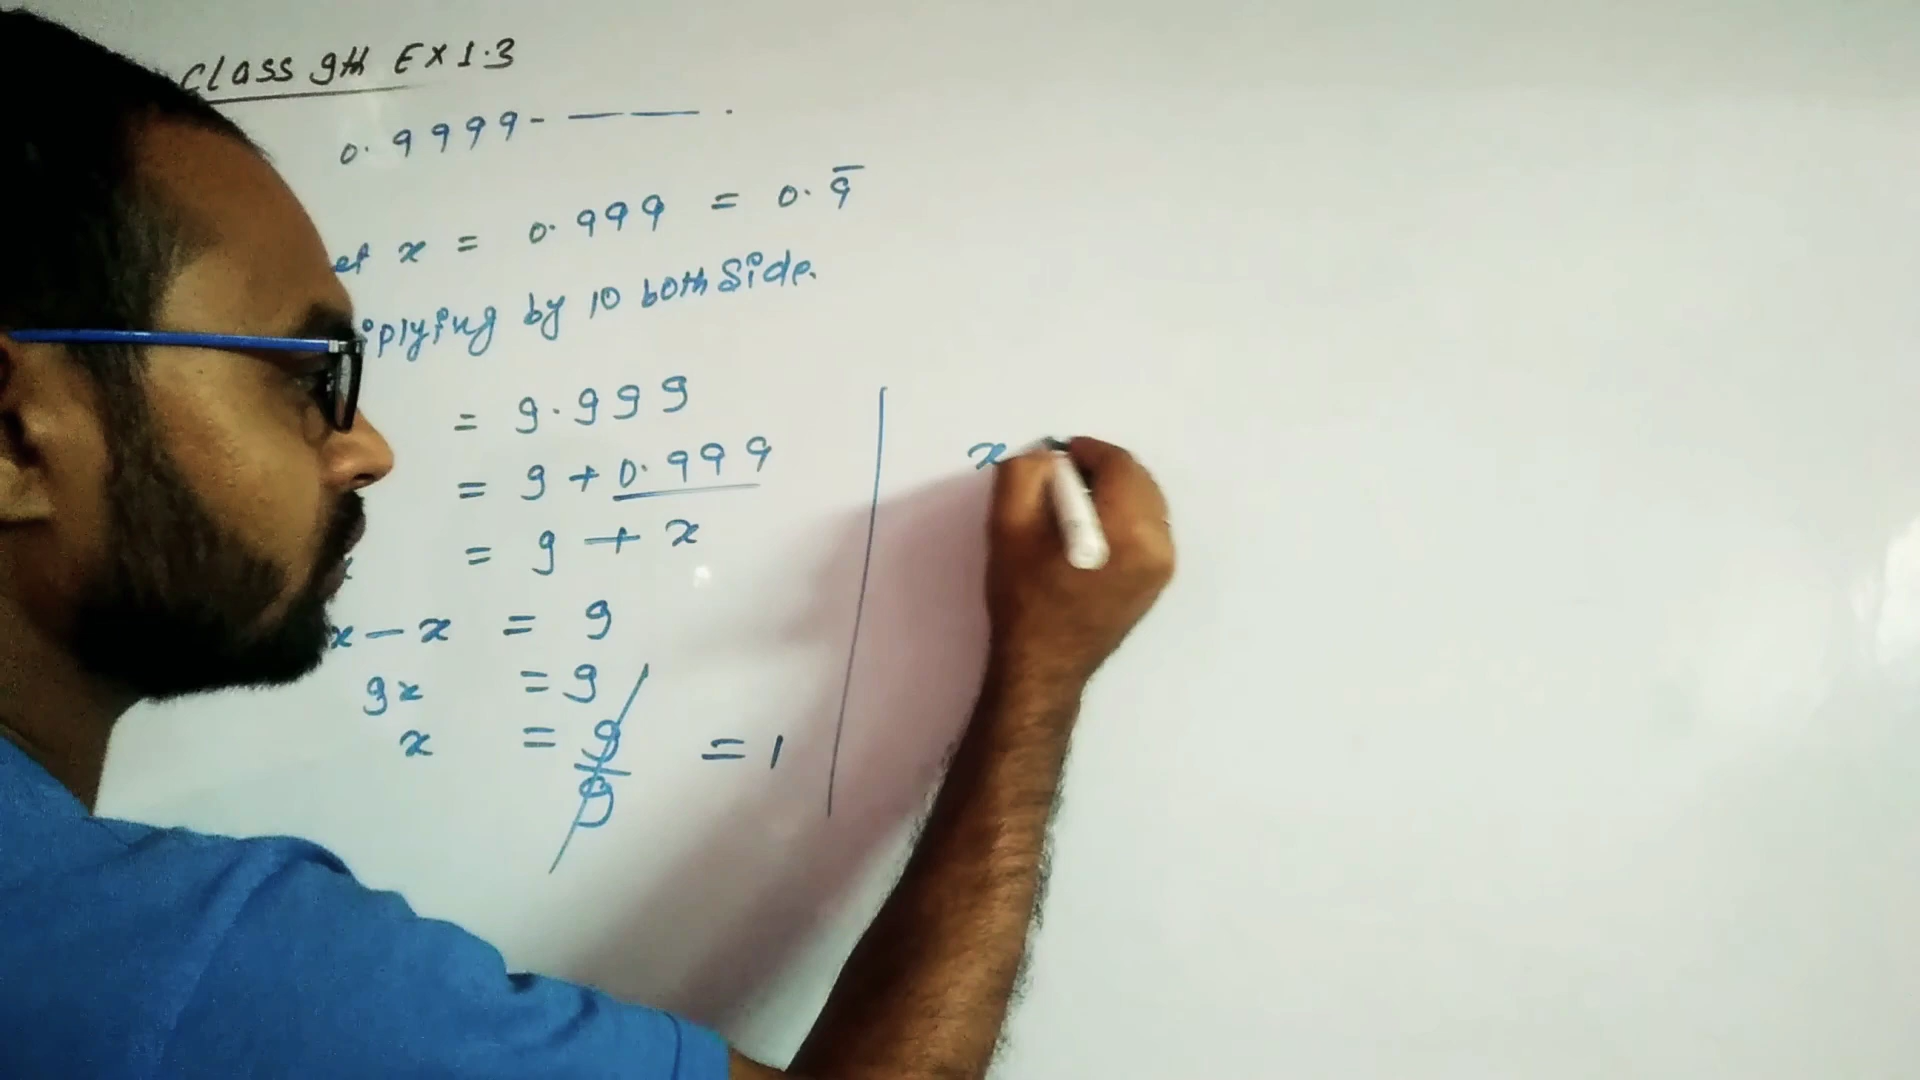 Class 9th EX 1.3
0.9999- — — .
x = 0.999 = 0.9̅
by 10 both Side.
= 9.999
= 9 + 0.999
= 9 + x
x - x = 9
9x = 9
x = 9/9 = 1
x